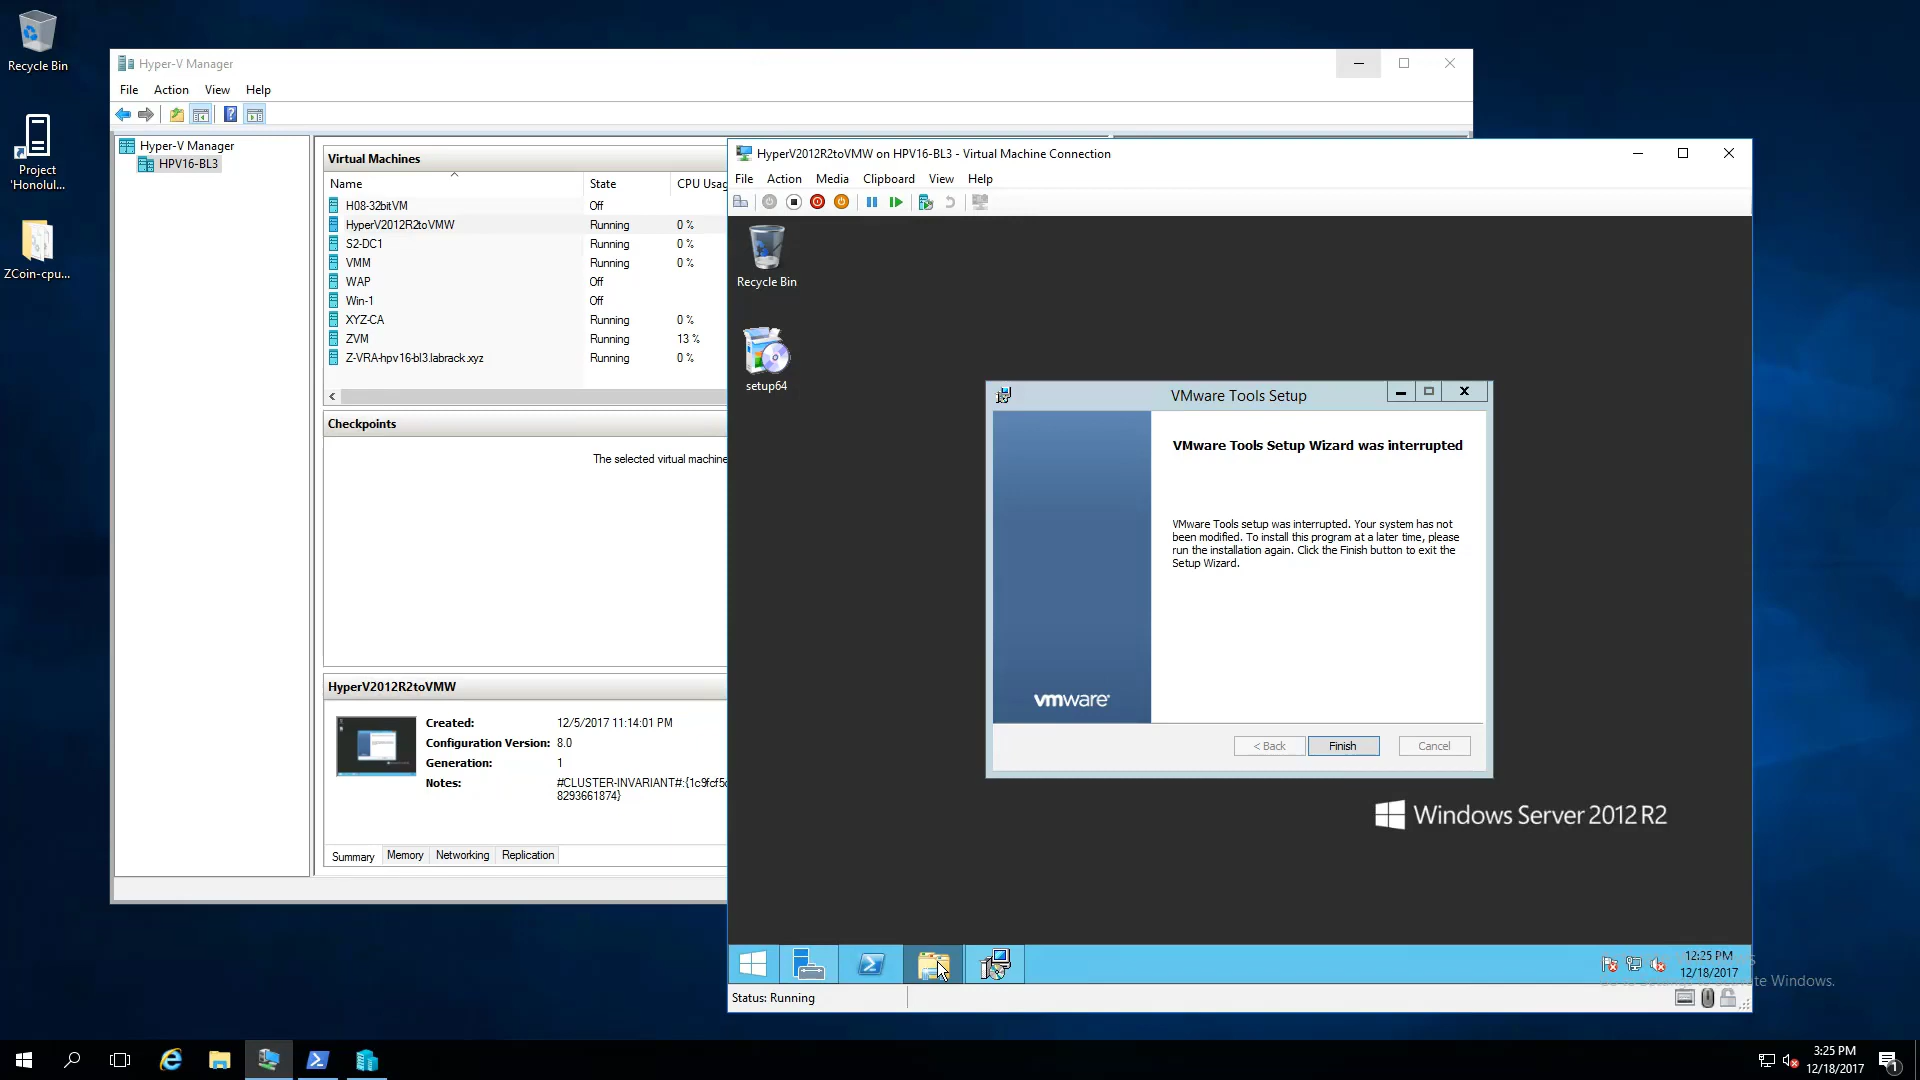 Recycle Bin
Project
'Honolul...
ZCoin-cpu...
Hyper-V Manager
File Action View Help
Hyper-V Manager
HPV16-BL3
Virtual Machines
Name State CPU Usag
H08-32bitVM Off
HyperV2012R2toVMW Running 0 %
S2-DC1 Running 0 %
VMM Running 0 %
WAP Off
Win-1 Off
XYZ-CA Running 0 %
ZVM Running 13 %
Z-VRA-hpv16-bl3.labrack.xyz Running 0 %
Checkpoints
The selected virtual machine
HyperV2012R2toVMW
Created: 12/5/2017 11:14:01 PM
Configuration Version: 8.0
Generation: 1
Notes: #CLUSTER-INVARIANT#:{1c9fcf5c
8293661874}
Summary Memory Networking Replication
HyperV2012R2toVMW on HPV16-BL3 - Virtual Machine Connection
File Action Media Clipboard View Help
Recycle Bin
setup64
VMware Tools Setup
VMware Tools Setup Wizard was interrupted
VMware Tools setup was interrupted. Your system has not
been modified. To install this program at a later time, please
run the installation again. Click the Finish button to exit the
Setup Wizard.
vmware®
< Back Finish Cancel
Windows Server 2012 R2
12:25 PM
12/18/2017
te Windows.
Status: Running
3:25 PM
12/18/2017
1